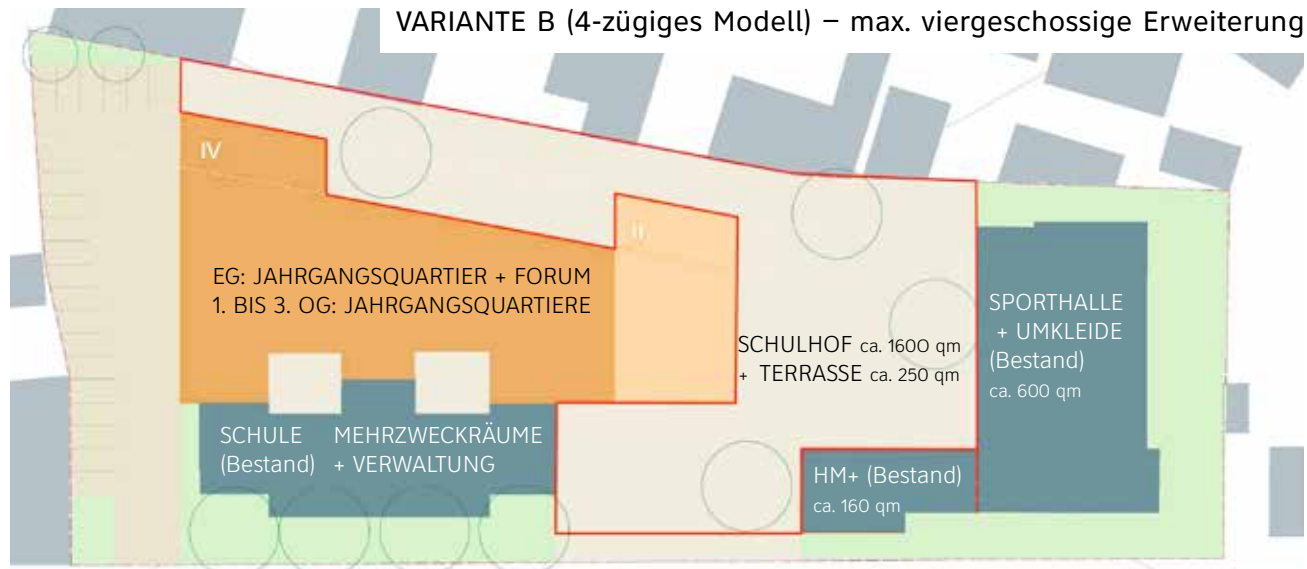 VARIANTE B (4-zügiges Modell) – max. viergeschossige Erweiterung
IV
II
EG: JAHRGANGSQUARTIER + FORUM
1. BIS 3. OG: JAHRGANGSQUARTIERE
SCHULHOF ca. 1600 qm
+ TERRASSE ca. 250 qm
SPORTHALLE
+ UMKLEIDE
(Bestand)
ca. 600 qm
SCHULE
(Bestand)
MEHRZWECKRÄUME
+ VERWALTUNG
HM+ (Bestand)
ca. 160 qm